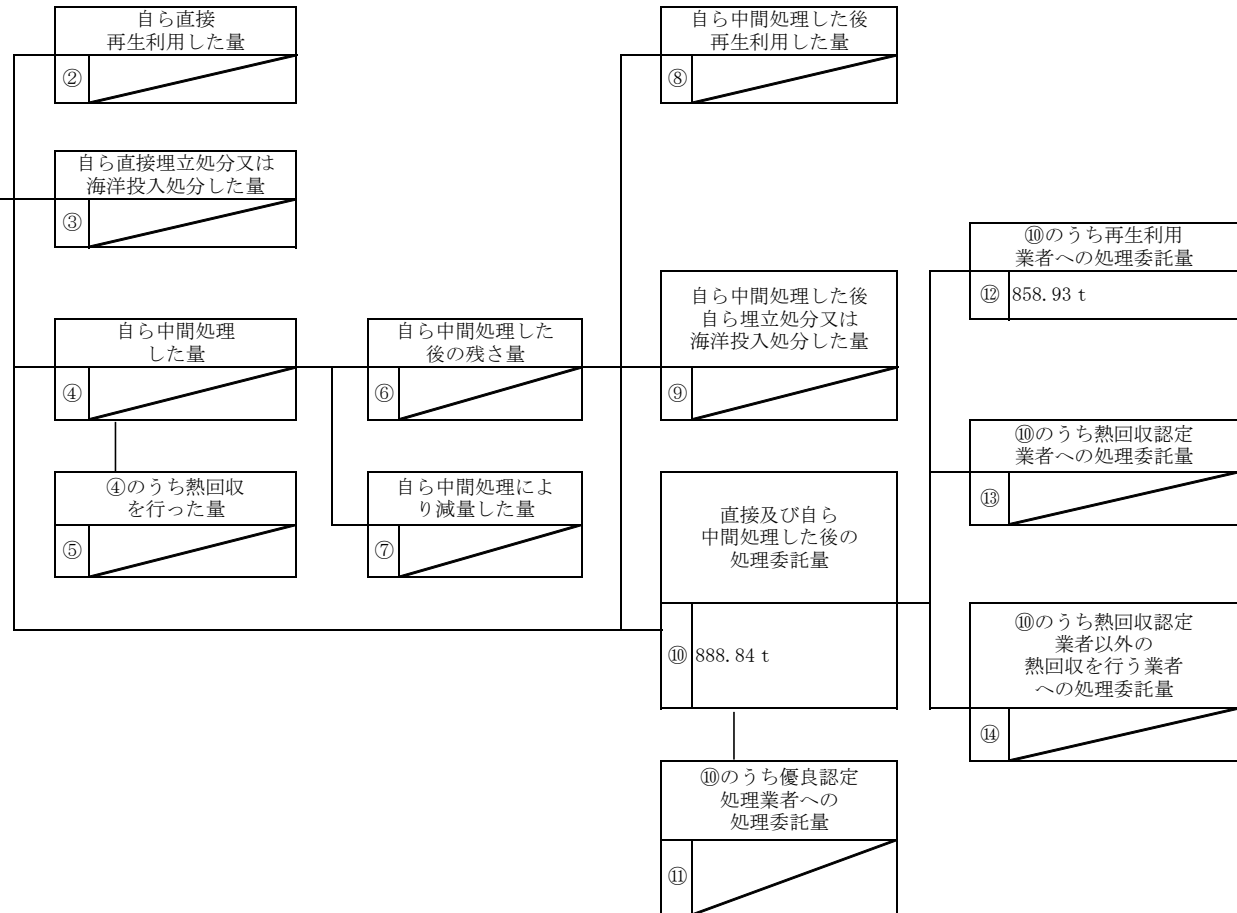 自ら直接
再生利用した量
②
自ら直接埋立処分又は
海洋投入処分した量
③
自ら中間処理
した量
④
④のうち熱回収
を行った量
⑤
自ら中間処理した
後の残さ量
⑥
自ら中間処理によ
り減量した量
⑦
自ら中間処理した後
再生利用した量
⑧
自ら中間処理した後
自ら埋立処分又は
海洋投入処分した量
⑨
直接及び自ら
中間処理した後の
処理委託量
⑩ 888.84 t
⑩のうち優良認定
処理業者への
処理委託量
⑪
⑩のうち再生利用
業者への処理委託量
⑫ 858.93 t
⑩のうち熱回収認定
業者への処理委託量
⑬
⑩のうち熱回収認定
業者以外の
熱回収を行う業者
への処理委託量
⑭